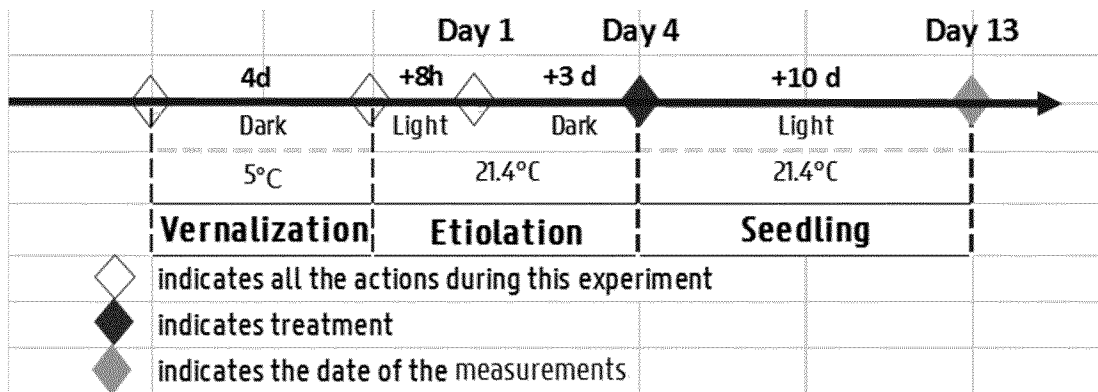 Day 1 Day 4 Day 13
4d +8h +3 d +10 d
Dark Light Dark Light
5°C 21.4°C 21.4°C
Vernalization Etiolation Seedling
indicates all the actions during this experiment
indicates treatment
indicates the date of the measurements